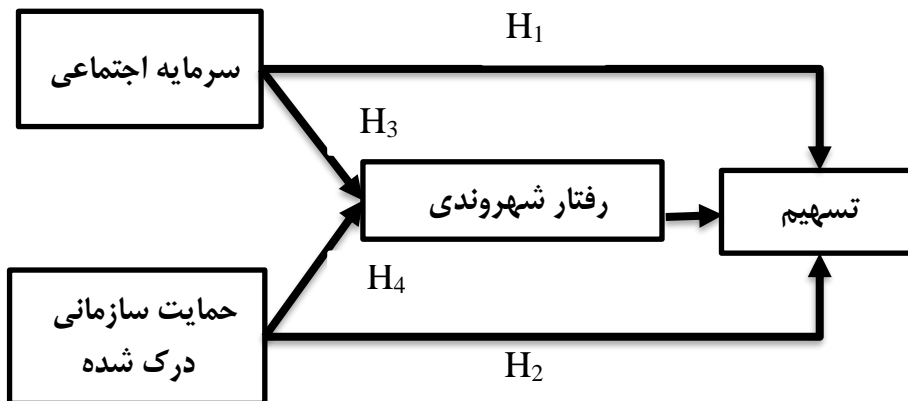 H₁
سرمایه اجتماعی
H₃
رفتار شهروندی
تسهیم
H₄
حمایت سازمانی
درک شده
H₂